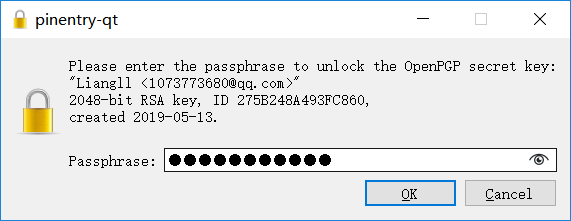 pinentry-qt
Please enter the passphrase to unlock the OpenPGP secret key:
"Liangll <1073773680@qq.com>"
2048-bit RSA key, ID 275B248A493FC860,
created 2019-05-13.
Passphrase: ●●●●●●●●●●●
OK Cancel